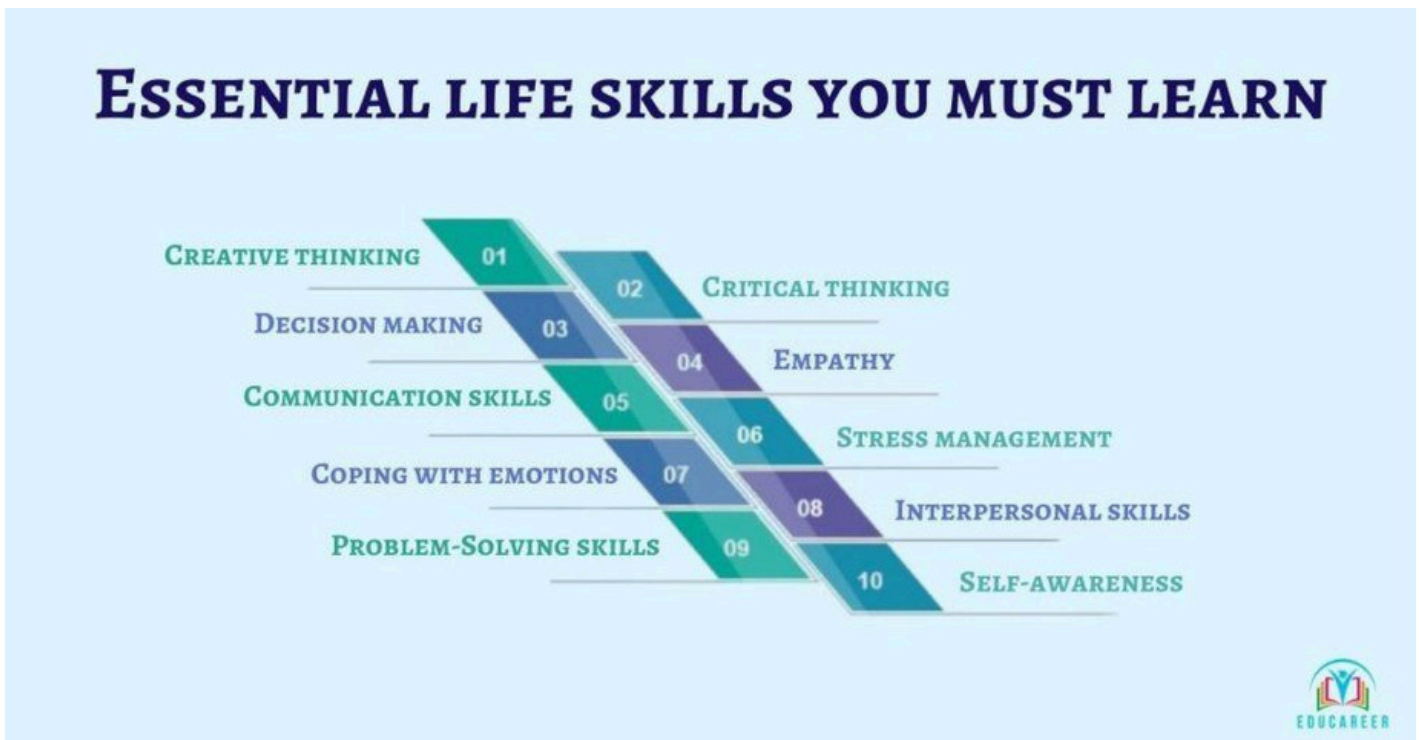 Essential life skills you must learn
Creative thinking
01
02
Critical thinking
Decision making
03
04
Empathy
Communication skills
05
06
Stress management
Coping with emotions
07
08
Interpersonal skills
Problem-Solving skills
09
10
Self-awareness
EDUCAREER